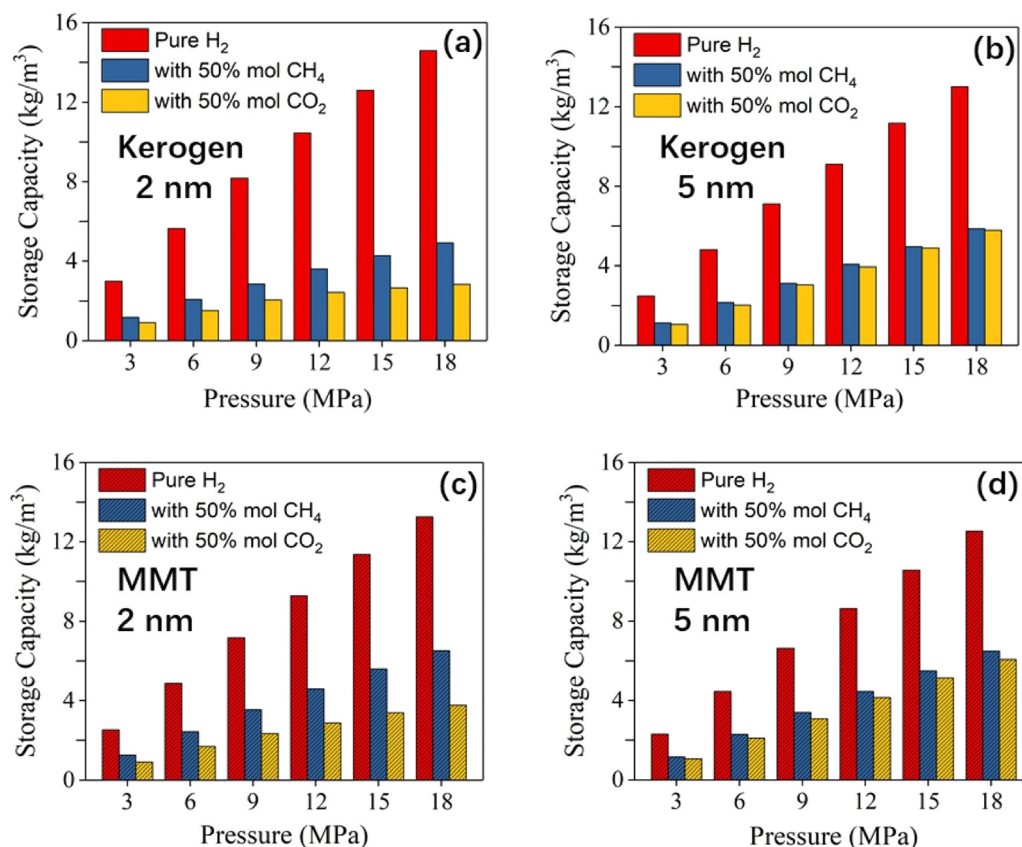 (a)
16
12
8
4
0
Storage Capacity (kg/m³)
Pure H₂
with 50% mol CH₄
with 50% mol CO₂
Kerogen
2 nm
3 6 9 12 15 18
Pressure (MPa)
(b)
16
12
8
4
0
Storage Capacity (kg/m³)
Pure H₂
with 50% mol CH₄
with 50% mol CO₂
Kerogen
5 nm
3 6 9 12 15 18
Pressure (MPa)
(c)
16
12
8
4
0
Storage Capacity (kg/m³)
Pure H₂
with 50% mol CH₄
with 50% mol CO₂
MMT
2 nm
3 6 9 12 15 18
Pressure (MPa)
(d)
16
12
8
4
0
Storage Capacity (kg/m³)
Pure H₂
with 50% mol CH₄
with 50% mol CO₂
MMT
5 nm
3 6 9 12 15 18
Pressure (MPa)